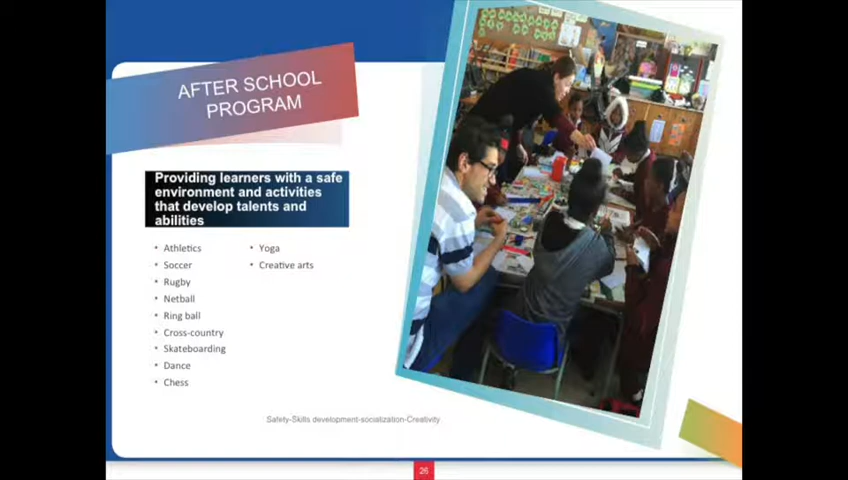 AFTER SCHOOL
PROGRAM
Providing learners with a safe
environment and activities
that develop talents and
abilities
• Athletics
• Soccer
• Rugby
• Netball
• Ring ball
• Cross-country
• Skateboarding
• Dance
• Chess
• Yoga
• Creative arts
Safety-Skills development-socialization-Creativity
26